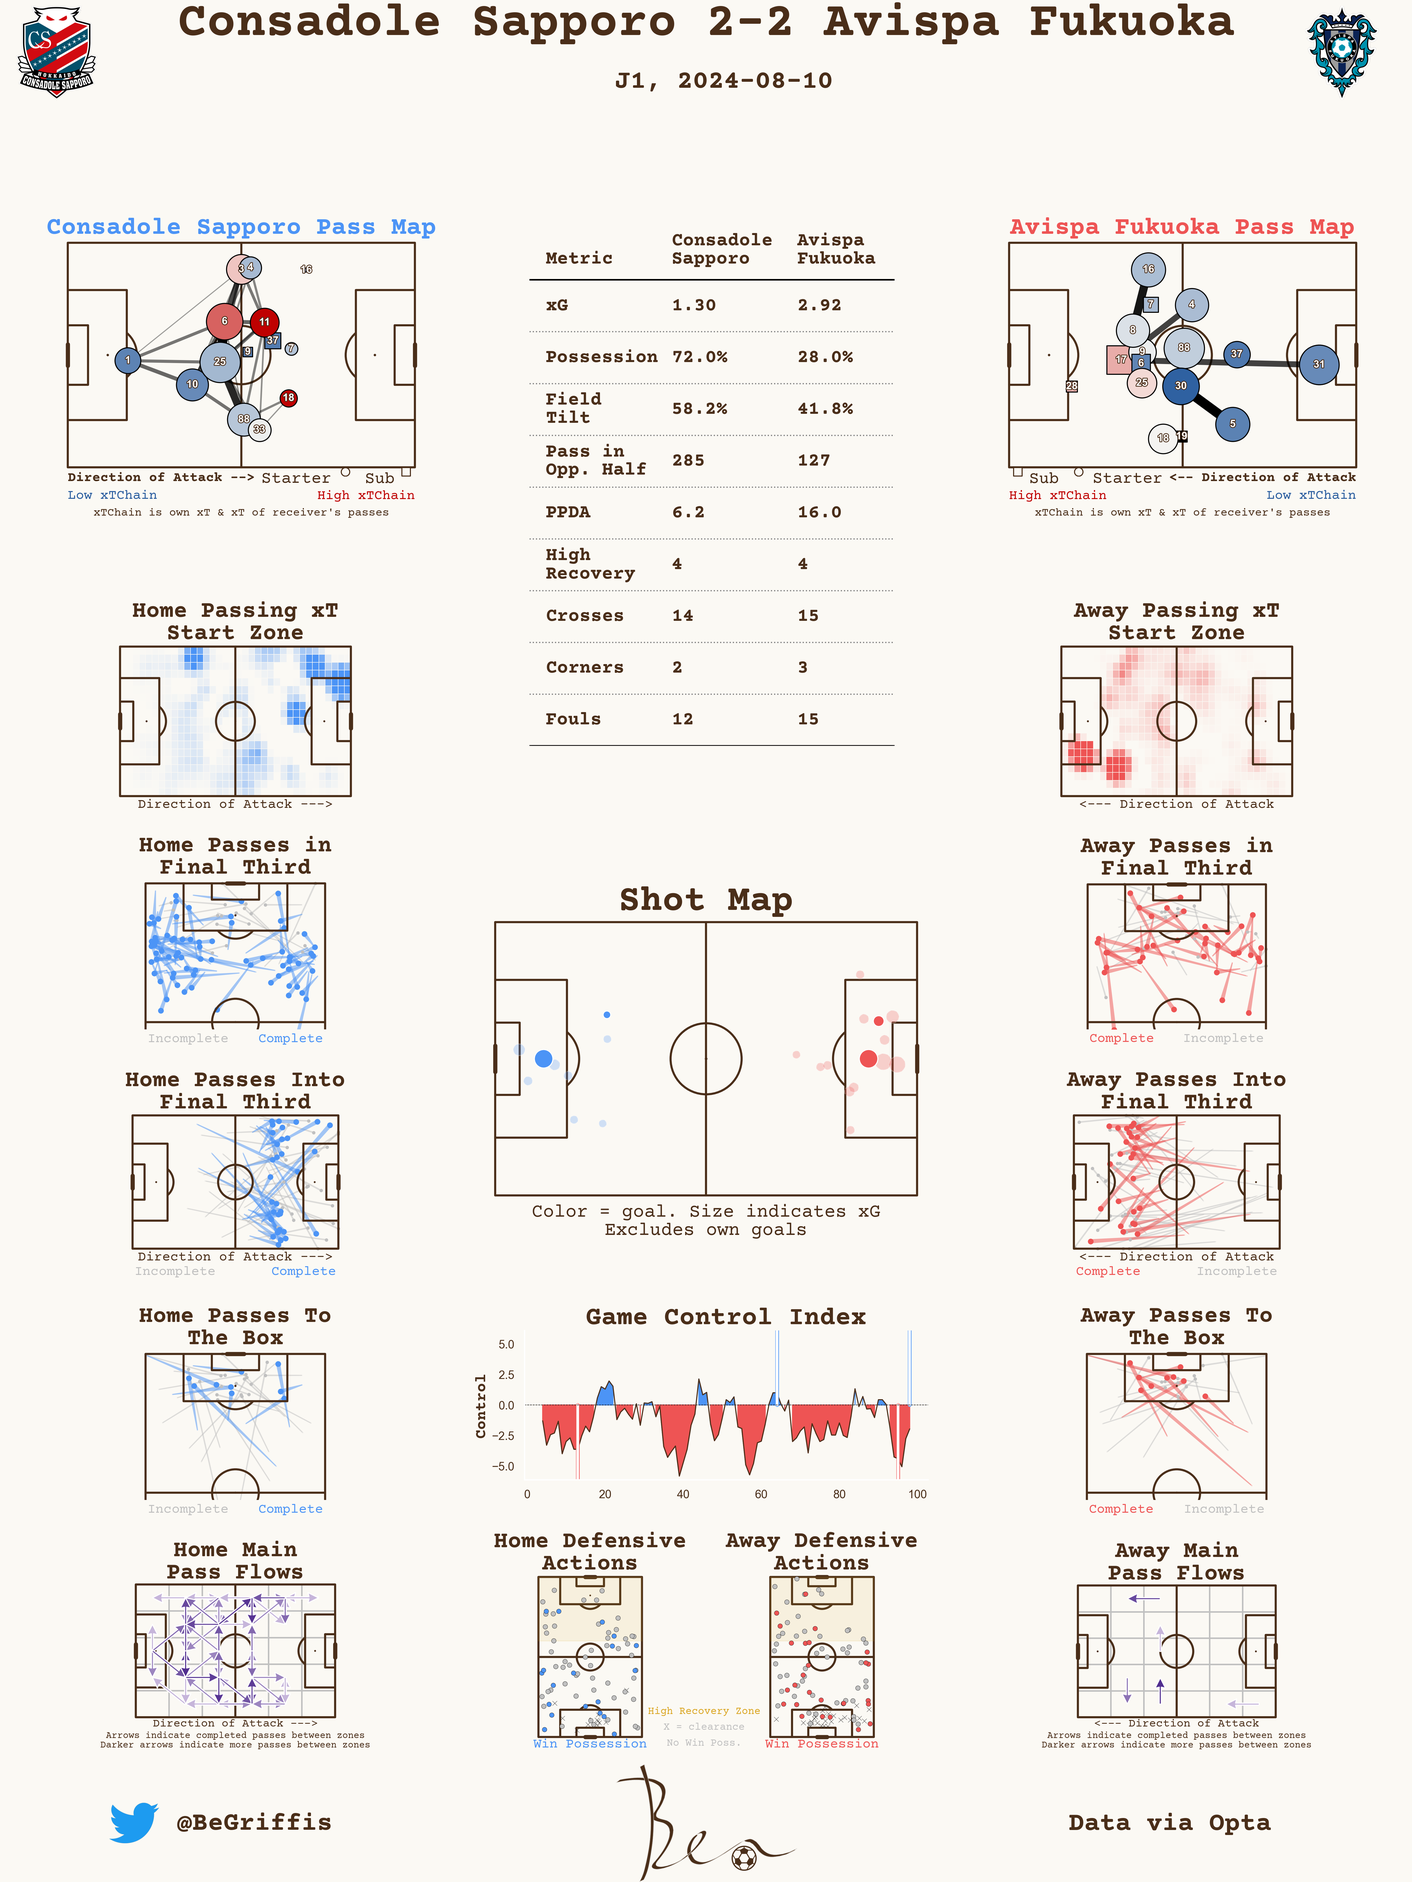 Consadole Sapporo 2-2 Avispa Fukuoka
J1, 2024-08-10
CS
HOKKAIDO
CONSADOLE SAPPORO
Consadole Sapporo Pass Map
3 4 16
6 11
37 7
1 25 9
10
18
88 33
Direction of Attack --> Starter Sub
Low xTChain High xTChain
xTChain is own xT & xT of receiver's passes
Metric Consadole Sapporo Avispa Fukuoka
xG 1.30 2.92
Possession 72.0% 28.0%
Field Tilt 58.2% 41.8%
Pass in Opp. Half 285 127
PPDA 6.2 16.0
High Recovery 4 4
Crosses 14 15
Corners 2 3
Fouls 12 15
Avispa Fukuoka Pass Map
16
7 4
8
9 88 37
17 6 31
28 25 30
5
18 19
Sub Starter <-- Direction of Attack
High xTChain Low xTChain
xTChain is own xT & xT of receiver's passes
Home Passing xT
Start Zone
Direction of Attack --->
Away Passing xT
Start Zone
<--- Direction of Attack
Home Passes in
Final Third
Incomplete Complete
Away Passes in
Final Third
Complete Incomplete
Shot Map
Color = goal. Size indicates xG
Excludes own goals
Home Passes Into
Final Third
Direction of Attack --->
Incomplete Complete
Away Passes Into
Final Third
<--- Direction of Attack
Complete Incomplete
Home Passes To
The Box
Incomplete Complete
Game Control Index
Control
5.0
2.5
0.0
−2.5
−5.0
0 20 40 60 80 100
Away Passes To
The Box
Complete Incomplete
Home Main
Pass Flows
Direction of Attack --->
Arrows indicate completed passes between zones
Darker arrows indicate more passes between zones
Home Defensive
Actions
Win Possession
High Recovery Zone
X = clearance
No Win Poss.
Away Defensive
Actions
Win Possession
Away Main
Pass Flows
<--- Direction of Attack
Arrows indicate completed passes between zones
Darker arrows indicate more passes between zones
@BeGriffis
Ben
Data via Opta